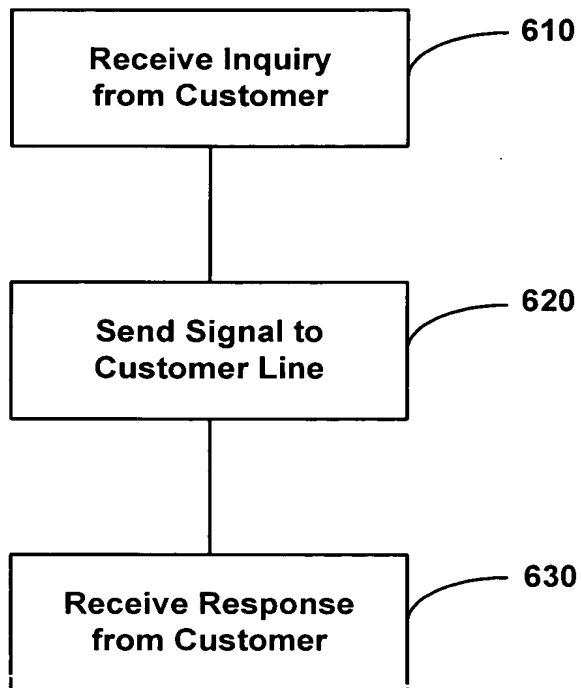 Receive Inquiry
from Customer
610
Send Signal to
Customer Line
620
Receive Response
from Customer
630